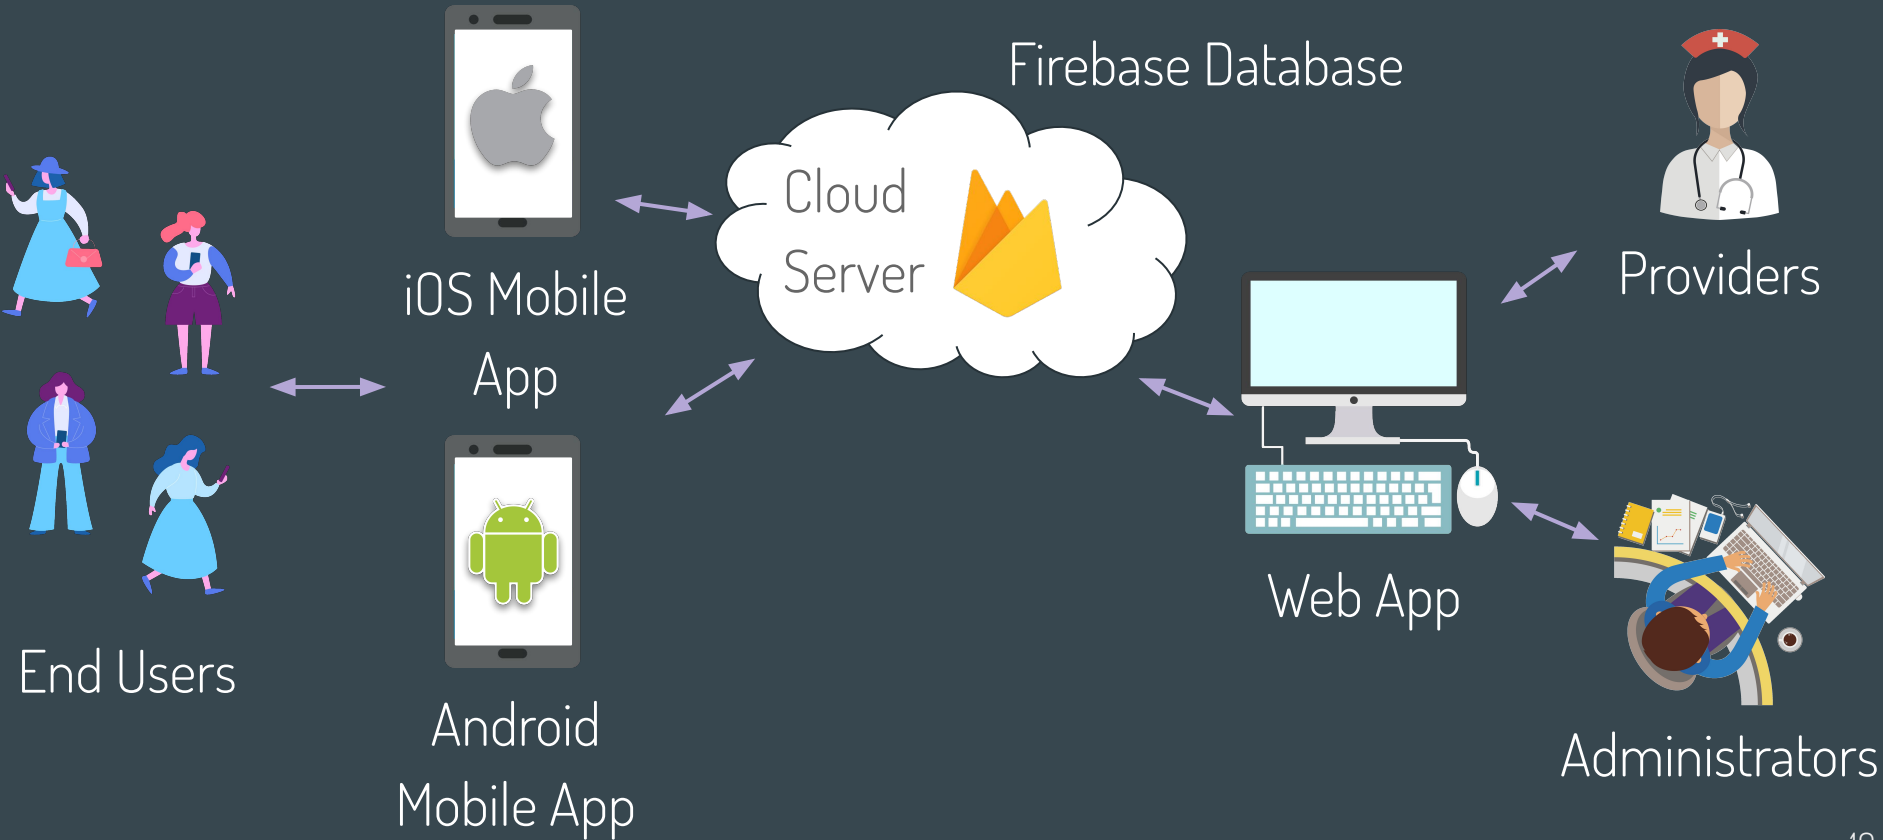 Firebase Database
Cloud
Server
iOS Mobile
App
Providers
End Users
Web App
Android
Mobile App
Administrators